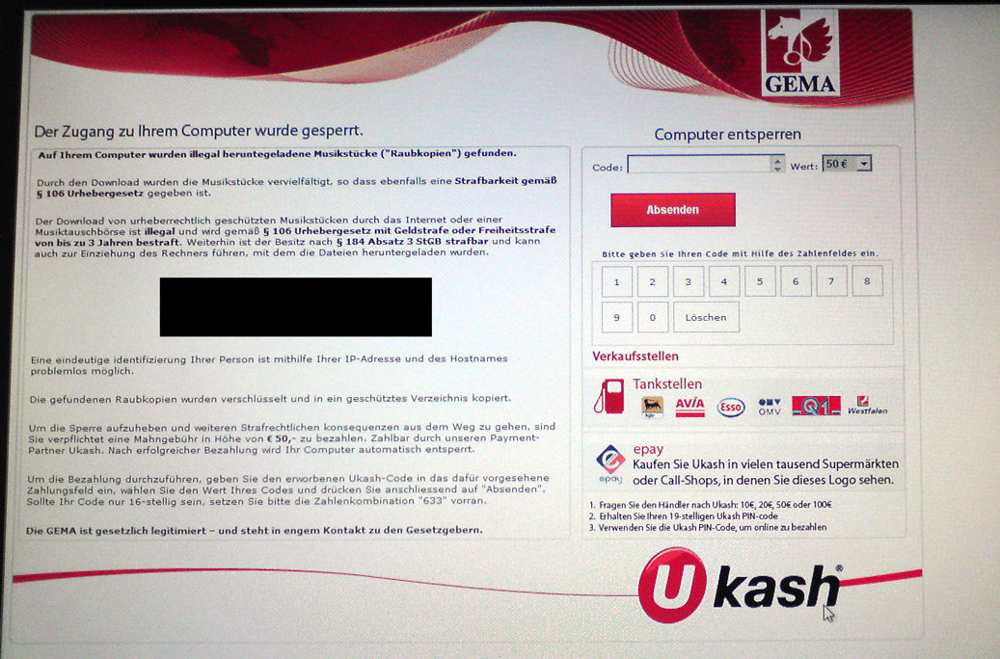 GEMA
Der Zugang zu Ihrem Computer wurde gesperrt.
Auf Ihrem Computer wurden illegal heruntegeladene Musikstücke ("Raubkopien") gefunden.
Durch den Download wurden die Musikstücke vervielfältigt, so dass ebenfalls eine Strafbarkeit gemäß
§ 106 Urhebergesetz gegeben ist.
Der Download von urheberrechtlich geschützten Musikstücken durch das Internet oder einer
Musiktauschbörse ist illegal und wird gemäß § 106 Urhebergesetz mit Geldstrafe oder Freiheitsstrafe
von bis zu 3 Jahren bestraft. Weiterhin ist der Besitz nach § 184 Absatz 3 StGB strafbar und kann
auch zur Einziehung des Rechners führen, mit dem die Dateien heruntergeladen wurden.
Eine eindeutige identifizierung Ihrer Person ist mithilfe Ihrer IP-Adresse und des Hostnames
problemlos möglich.
Die gefundenen Raubkopien wurden verschlüsselt und in ein geschütztes Verzeichnis kopiert.
Um die Sperre aufzuheben und weiteren Strafrechtlichen konsequenzen aus dem Weg zu gehen, sind
Sie verpflichtet eine Mahngebühr in Höhe von € 50,- zu bezahlen. Zahlbar durch unseren Payment-
Partner Ukash. Nach erfolgreicher Bezahlung wird Ihr Computer automatisch entsperrt.
Um die Bezahlung durchzuführen, geben Sie den erworbenen Ukash-Code in das dafür vorgesehene
Zahlungsfeld ein, wählen Sie den Wert Ihres Codes und drücken Sie anschliessend auf "Absenden".
Sollte Ihr Code nur 16-stellig sein, setzen Sie bitte die Zahlenkombination "633" vorran.
Die GEMA ist gesetzlich legitimiert – und steht in engem Kontakt zu den Gesetzgebern.
Computer entsperren
Code: Wert: 50 €
Absenden
Bitte geben Sie Ihren Code mit Hilfe des Zahlenfeldes ein.
1 2 3 4 5 6 7 8
9 0 Löschen
Verkaufsstellen
Tankstellen
agip AVIA Esso OMV Q1 Westfalen
epay
epay
Kaufen Sie Ukash in vielen tausend Supermärkten
oder Call-Shops, in denen Sie dieses Logo sehen.
1. Fragen Sie den Händler nach Ukash: 10€, 20€, 50€ oder 100€
2. Erhalten Sie Ihren 19-stelligen Ukash PIN-code
3. Verwenden Sie die Ukash PIN-Code, um online zu bezahlen
Ukash®